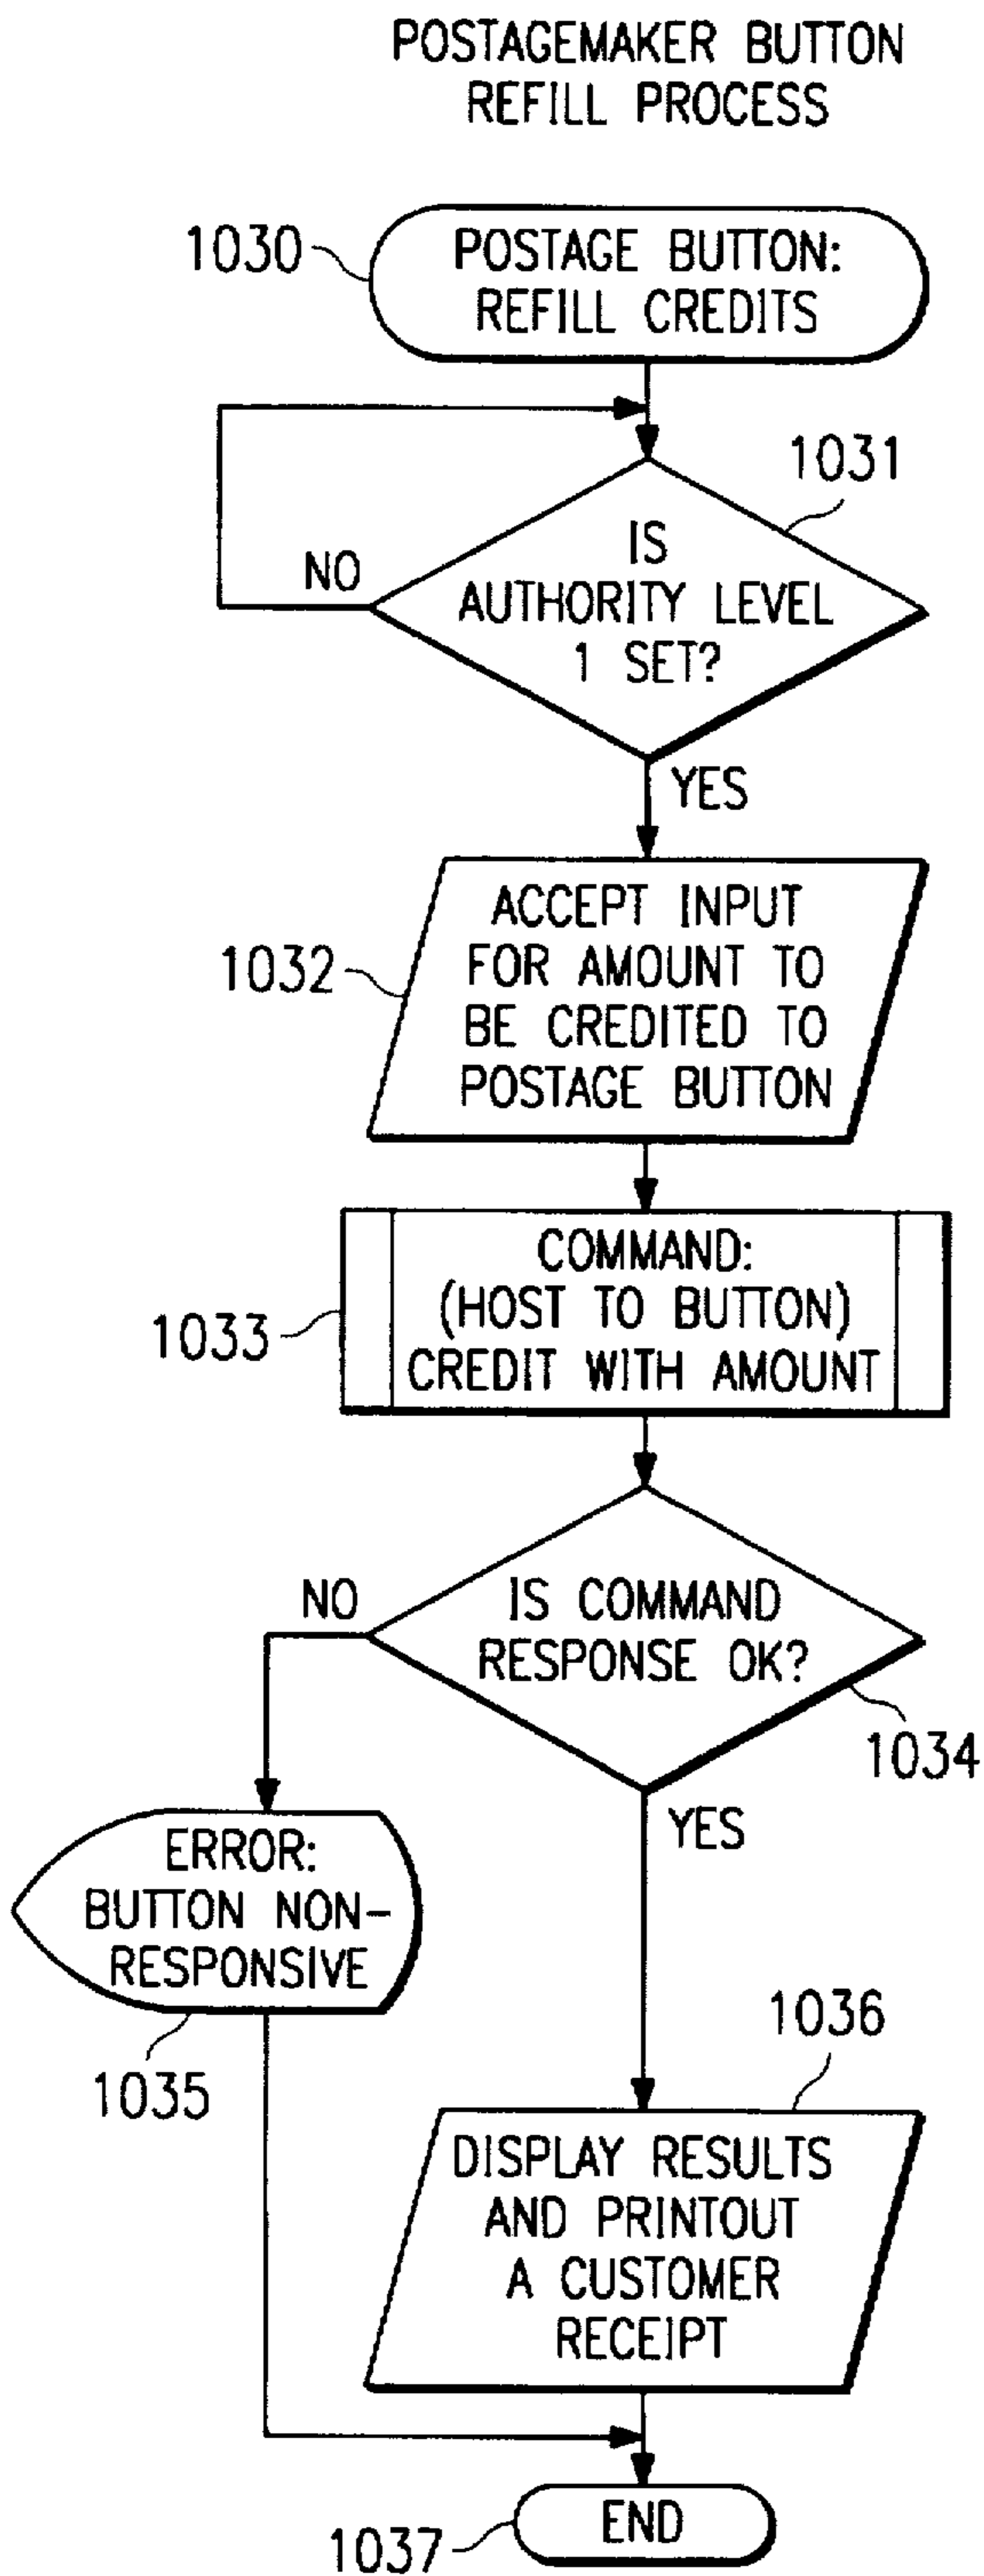 POSTAGEMAKER BUTTON
REFILL PROCESS
1030
POSTAGE BUTTON:
REFILL CREDITS
1031
IS
AUTHORITY LEVEL
1 SET?
NO
YES
1032
ACCEPT INPUT
FOR AMOUNT TO
BE CREDITED TO
POSTAGE BUTTON
1033
COMMAND:
(HOST TO BUTTON)
CREDIT WITH AMOUNT
NO
IS COMMAND
RESPONSE OK?
1034
YES
ERROR:
BUTTON NON-
RESPONSIVE
1035
1036
DISPLAY RESULTS
AND PRINTOUT
A CUSTOMER
RECEIPT
END
1037